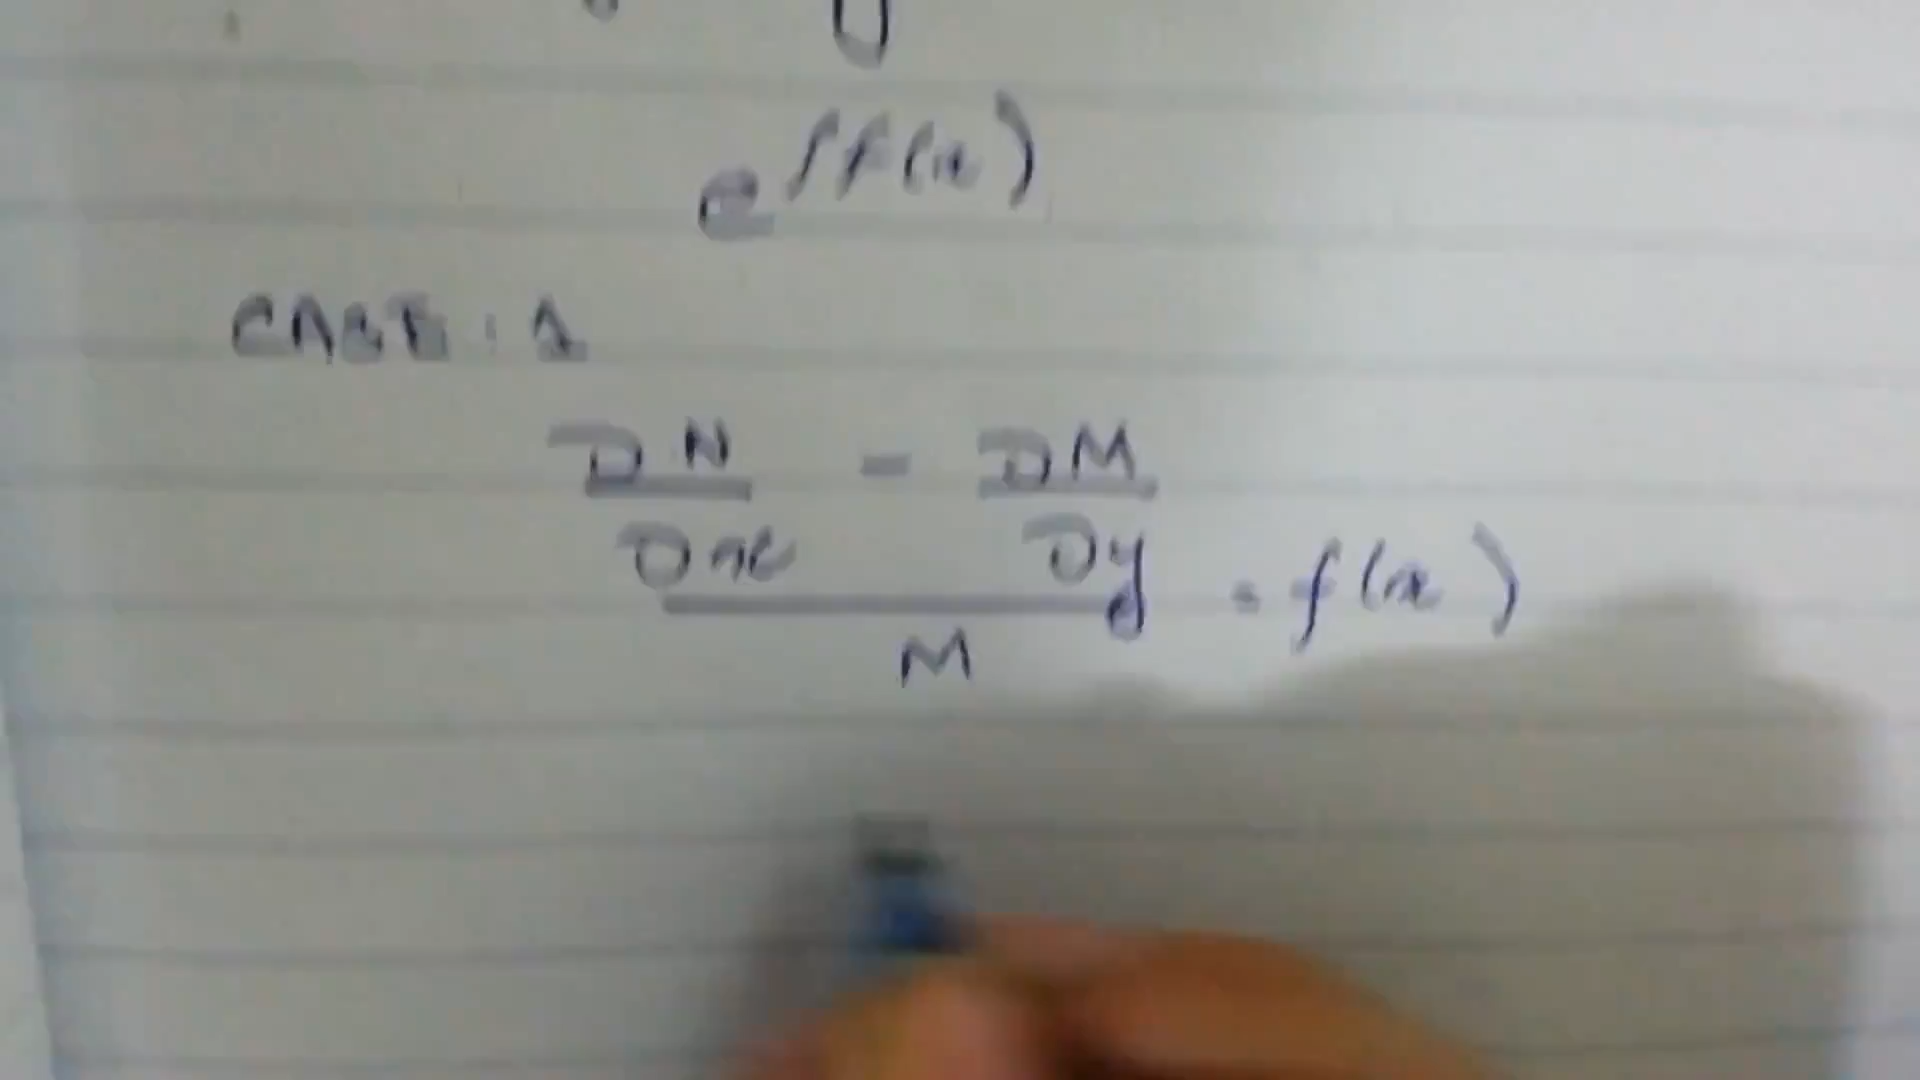 e^∫f(x)
CASE : 1
∂N/∂x - ∂M/∂y
M = f(x)